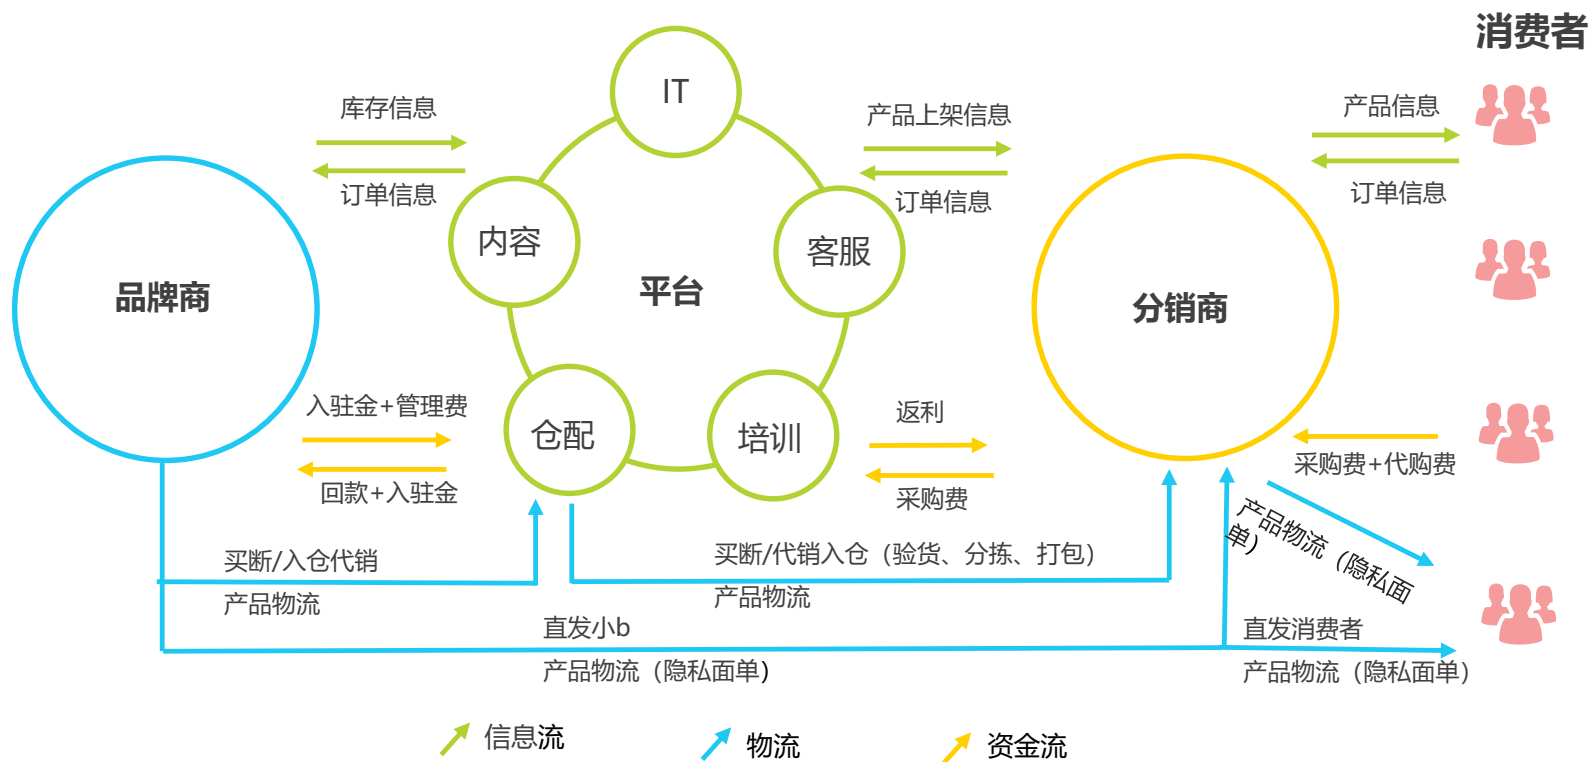 消费者
IT
库存信息
产品上架信息
产品信息
订单信息
订单信息
订单信息
内容
客服
平台
品牌商
分销商
入驻金+管理费
返利
仓配
培训
采购费+代购费
回款+入驻金
采购费
产品物流（隐私面
单）
买断/入仓代销
买断/代销入仓（验货、分拣、打包）
产品物流
产品物流
直发小b
直发消费者
产品物流（隐私面单）
产品物流（隐私面单）
信息流
物流
资金流